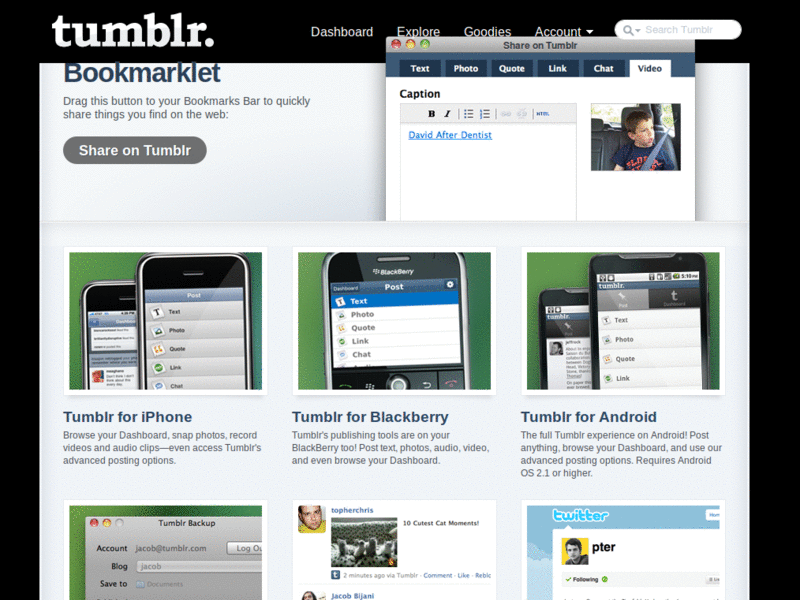 tumblr.
Dashboard Explore Goodies Account Search Tumblr
Bookmarklet
Drag this button to your Bookmarks Bar to quickly
share things you find on the web:
Share on Tumblr
Share on Tumblr
Text Photo Quote Link Chat Video
Caption
B I HTML
David After Dentist
Post
Text
Photo
Quote
Link
Chat
BlackBerry
Dashboard Post
Text
Photo
Quote
Link
Chat
tumblr.
Post Dashboard
Text
Photo
Quote
Link
tumblr.
Tumblr for iPhone
Browse your Dashboard, snap photos, record
videos and audio clips—even access Tumblr's
advanced posting options.
Tumblr for Blackberry
Tumblr's publishing tools are on your
BlackBerry too! Post text, photos, audio, video,
and even browse your Dashboard.
Tumblr for Android
The full Tumblr experience on Android! Post
anything, browse your Dashboard, and use our
advanced posting options. Requires Android
OS 2.1 or higher.
Tumblr Backup
Account jacob@tumblr.com Log Ou
Blog jacob
Save to Documents
topherchris
10 Cutest Cat Moments!
2 minutes ago via Tumblr · Comment · Like · Reblo
Jacob Bijani
twitter
pter
Following